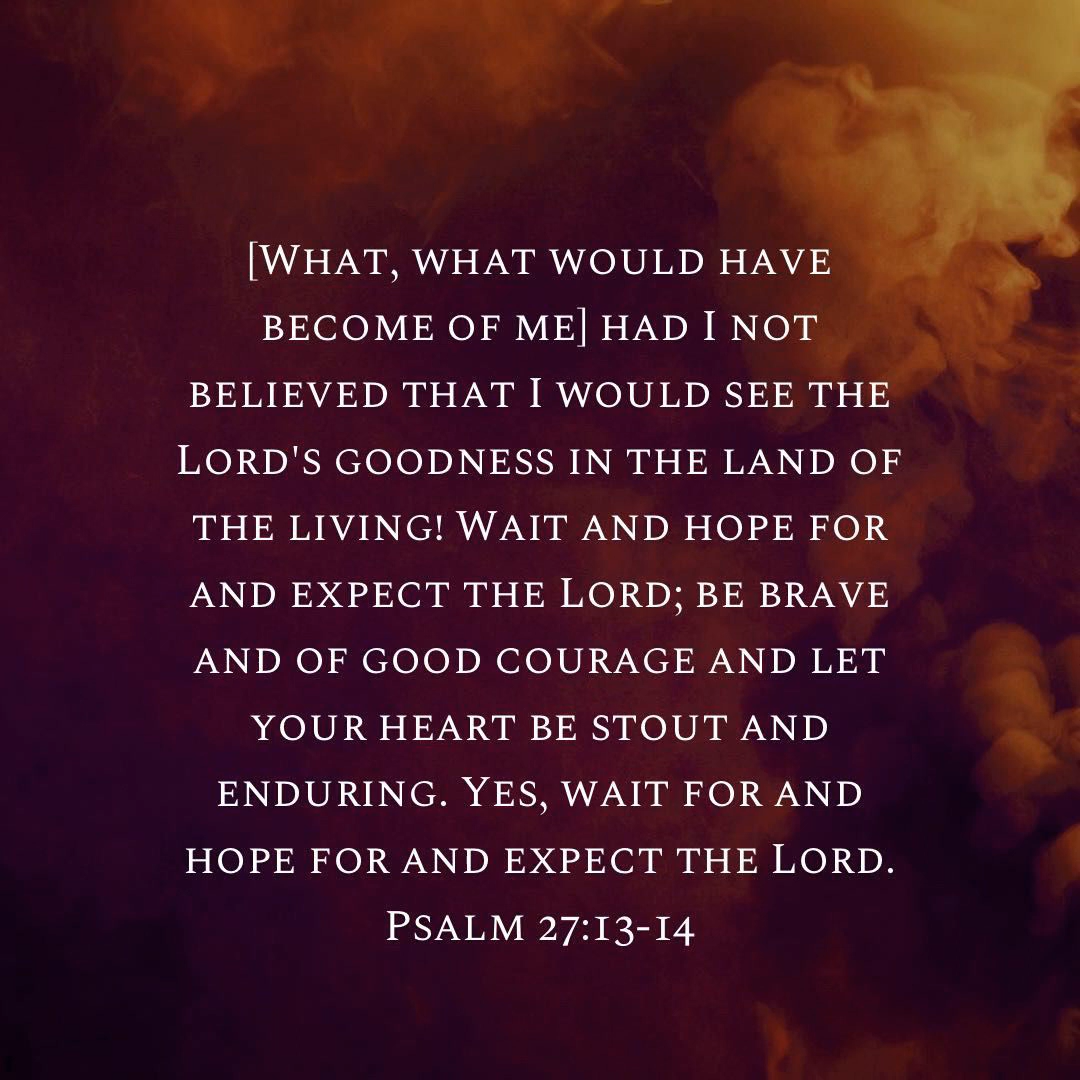 [What, what would have
become of me] had I not
believed that I would see the
Lord's goodness in the land of
the living! Wait and hope for
and expect the Lord; be brave
and of good courage and let
your heart be stout and
enduring. Yes, wait for and
hope for and expect the Lord.
Psalm 27:13-14